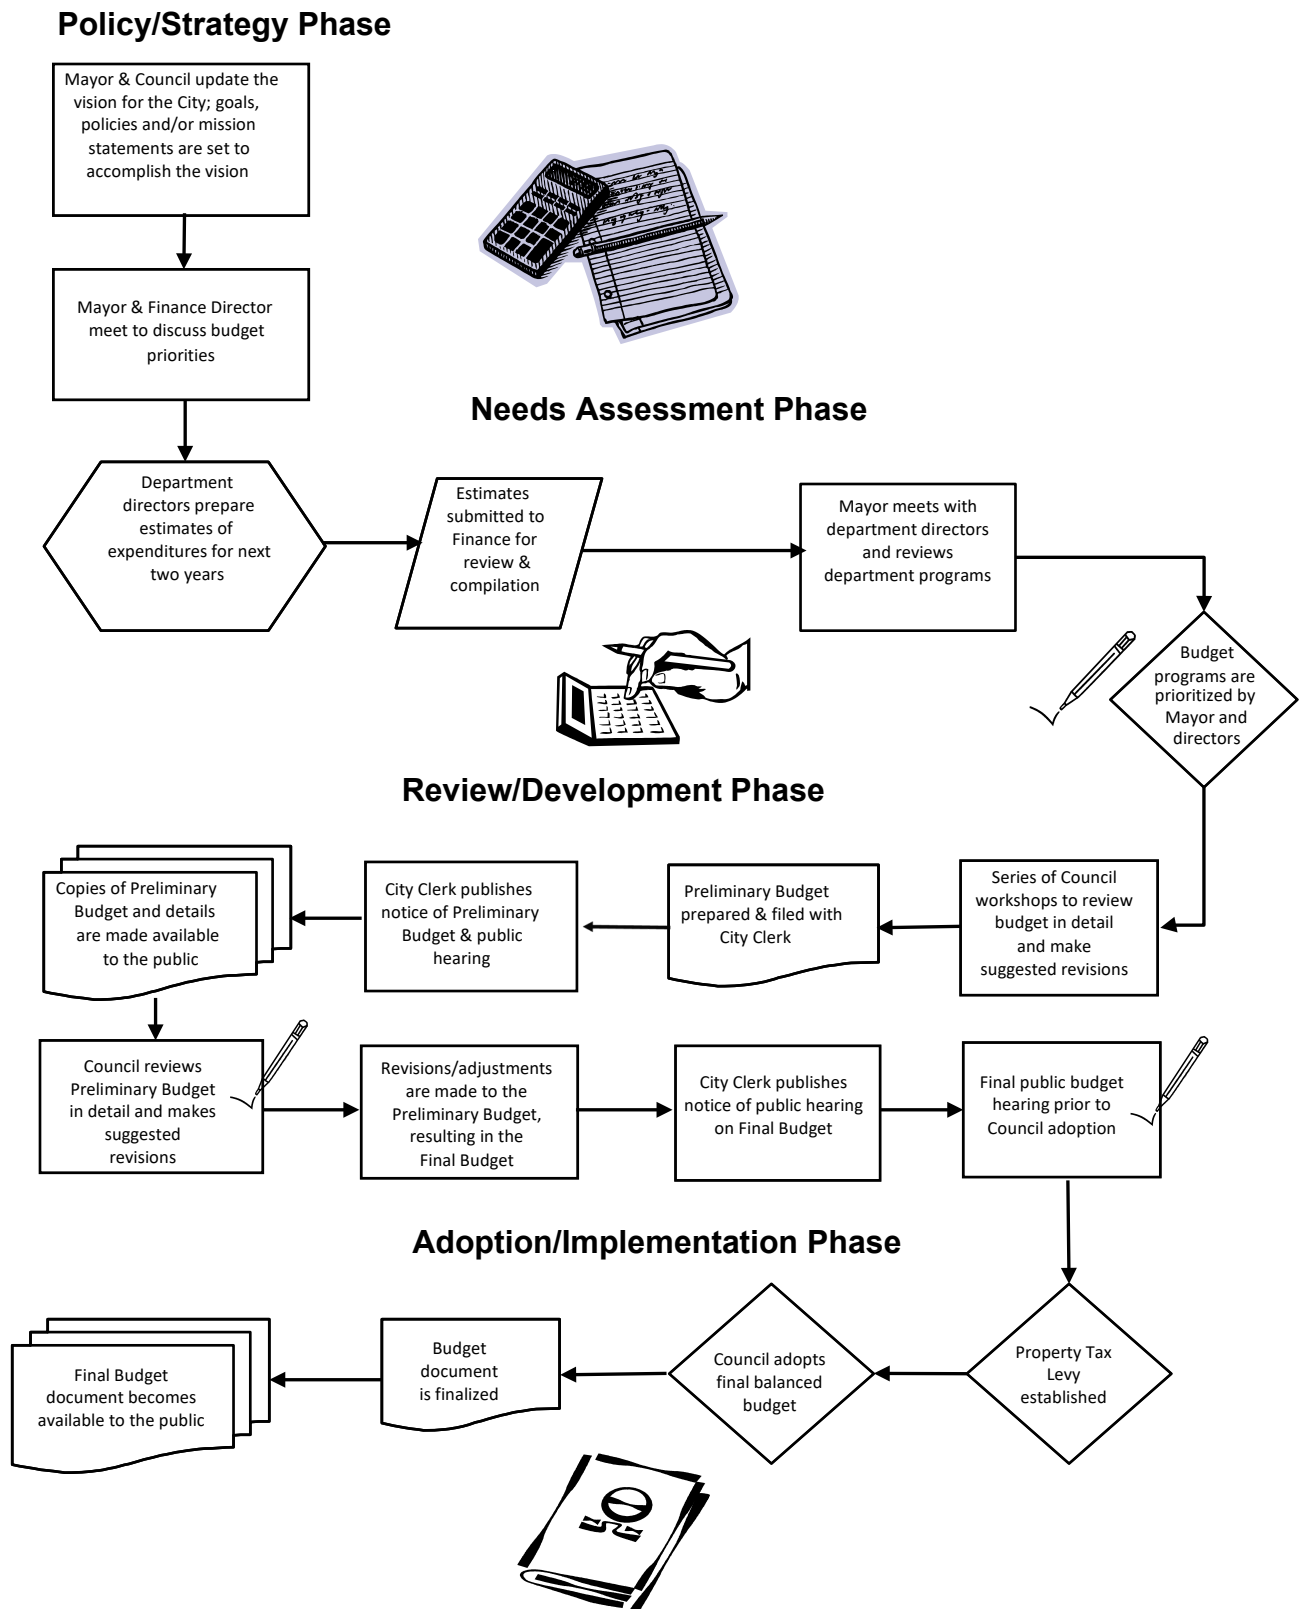 Policy/Strategy Phase
Mayor & Council update the
vision for the City; goals,
policies and/or mission
statements are set to
accomplish the vision
Mayor & Finance Director
meet to discuss budget
priorities
Needs Assessment Phase
Department
directors prepare
estimates of
expenditures for next
two years
Estimates
submitted to
Finance for
review &
compilation
Mayor meets with
department directors
and reviews
department programs
Budget
programs are
prioritized by
Mayor and
directors
Review/Development Phase
Series of Council
workshops to review
budget in detail
and make
suggested revisions
Preliminary Budget
prepared & filed with
City Clerk
City Clerk publishes
notice of Preliminary
Budget & public
hearing
Copies of Preliminary
Budget and details
are made available
to the public
Council reviews
Preliminary Budget
in detail and makes
suggested
revisions
Revisions/adjustments
are made to the
Preliminary Budget,
resulting in the
Final Budget
City Clerk publishes
notice of public hearing
on Final Budget
Final public budget
hearing prior to
Council adoption
Adoption/Implementation Phase
Property Tax
Levy
established
Council adopts
final balanced
budget
Budget
document
is finalized
Final Budget
document becomes
available to the public